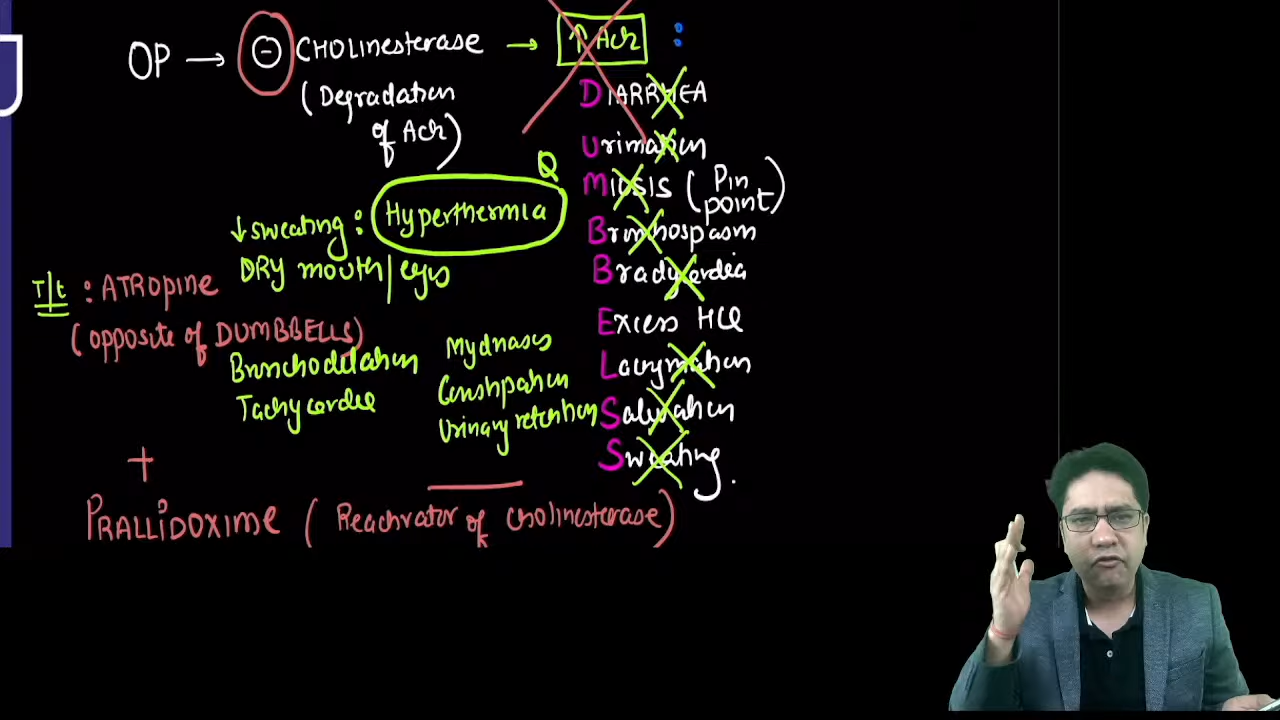 OP → ⊖ CHOLinesterase → ↑ Ach :
(Degradation
of Ach)
DIARRHEA
Urination
MIOSIS (Pin
point)
Bronchospasm
Bradycardia
Excess HCl
Lacrymation
Salivation
Sweating.
Q
↓ sweating : Hyperthermia
DRY mouth/eyes
T/t : ATROPINE
(opposite of DUMBBELLS)
Bronchodilation
Tachycardia
Mydriasis
Constipation
Urinary retention
+
PRALLIDOXIME (Reactivator of cholinesterase)